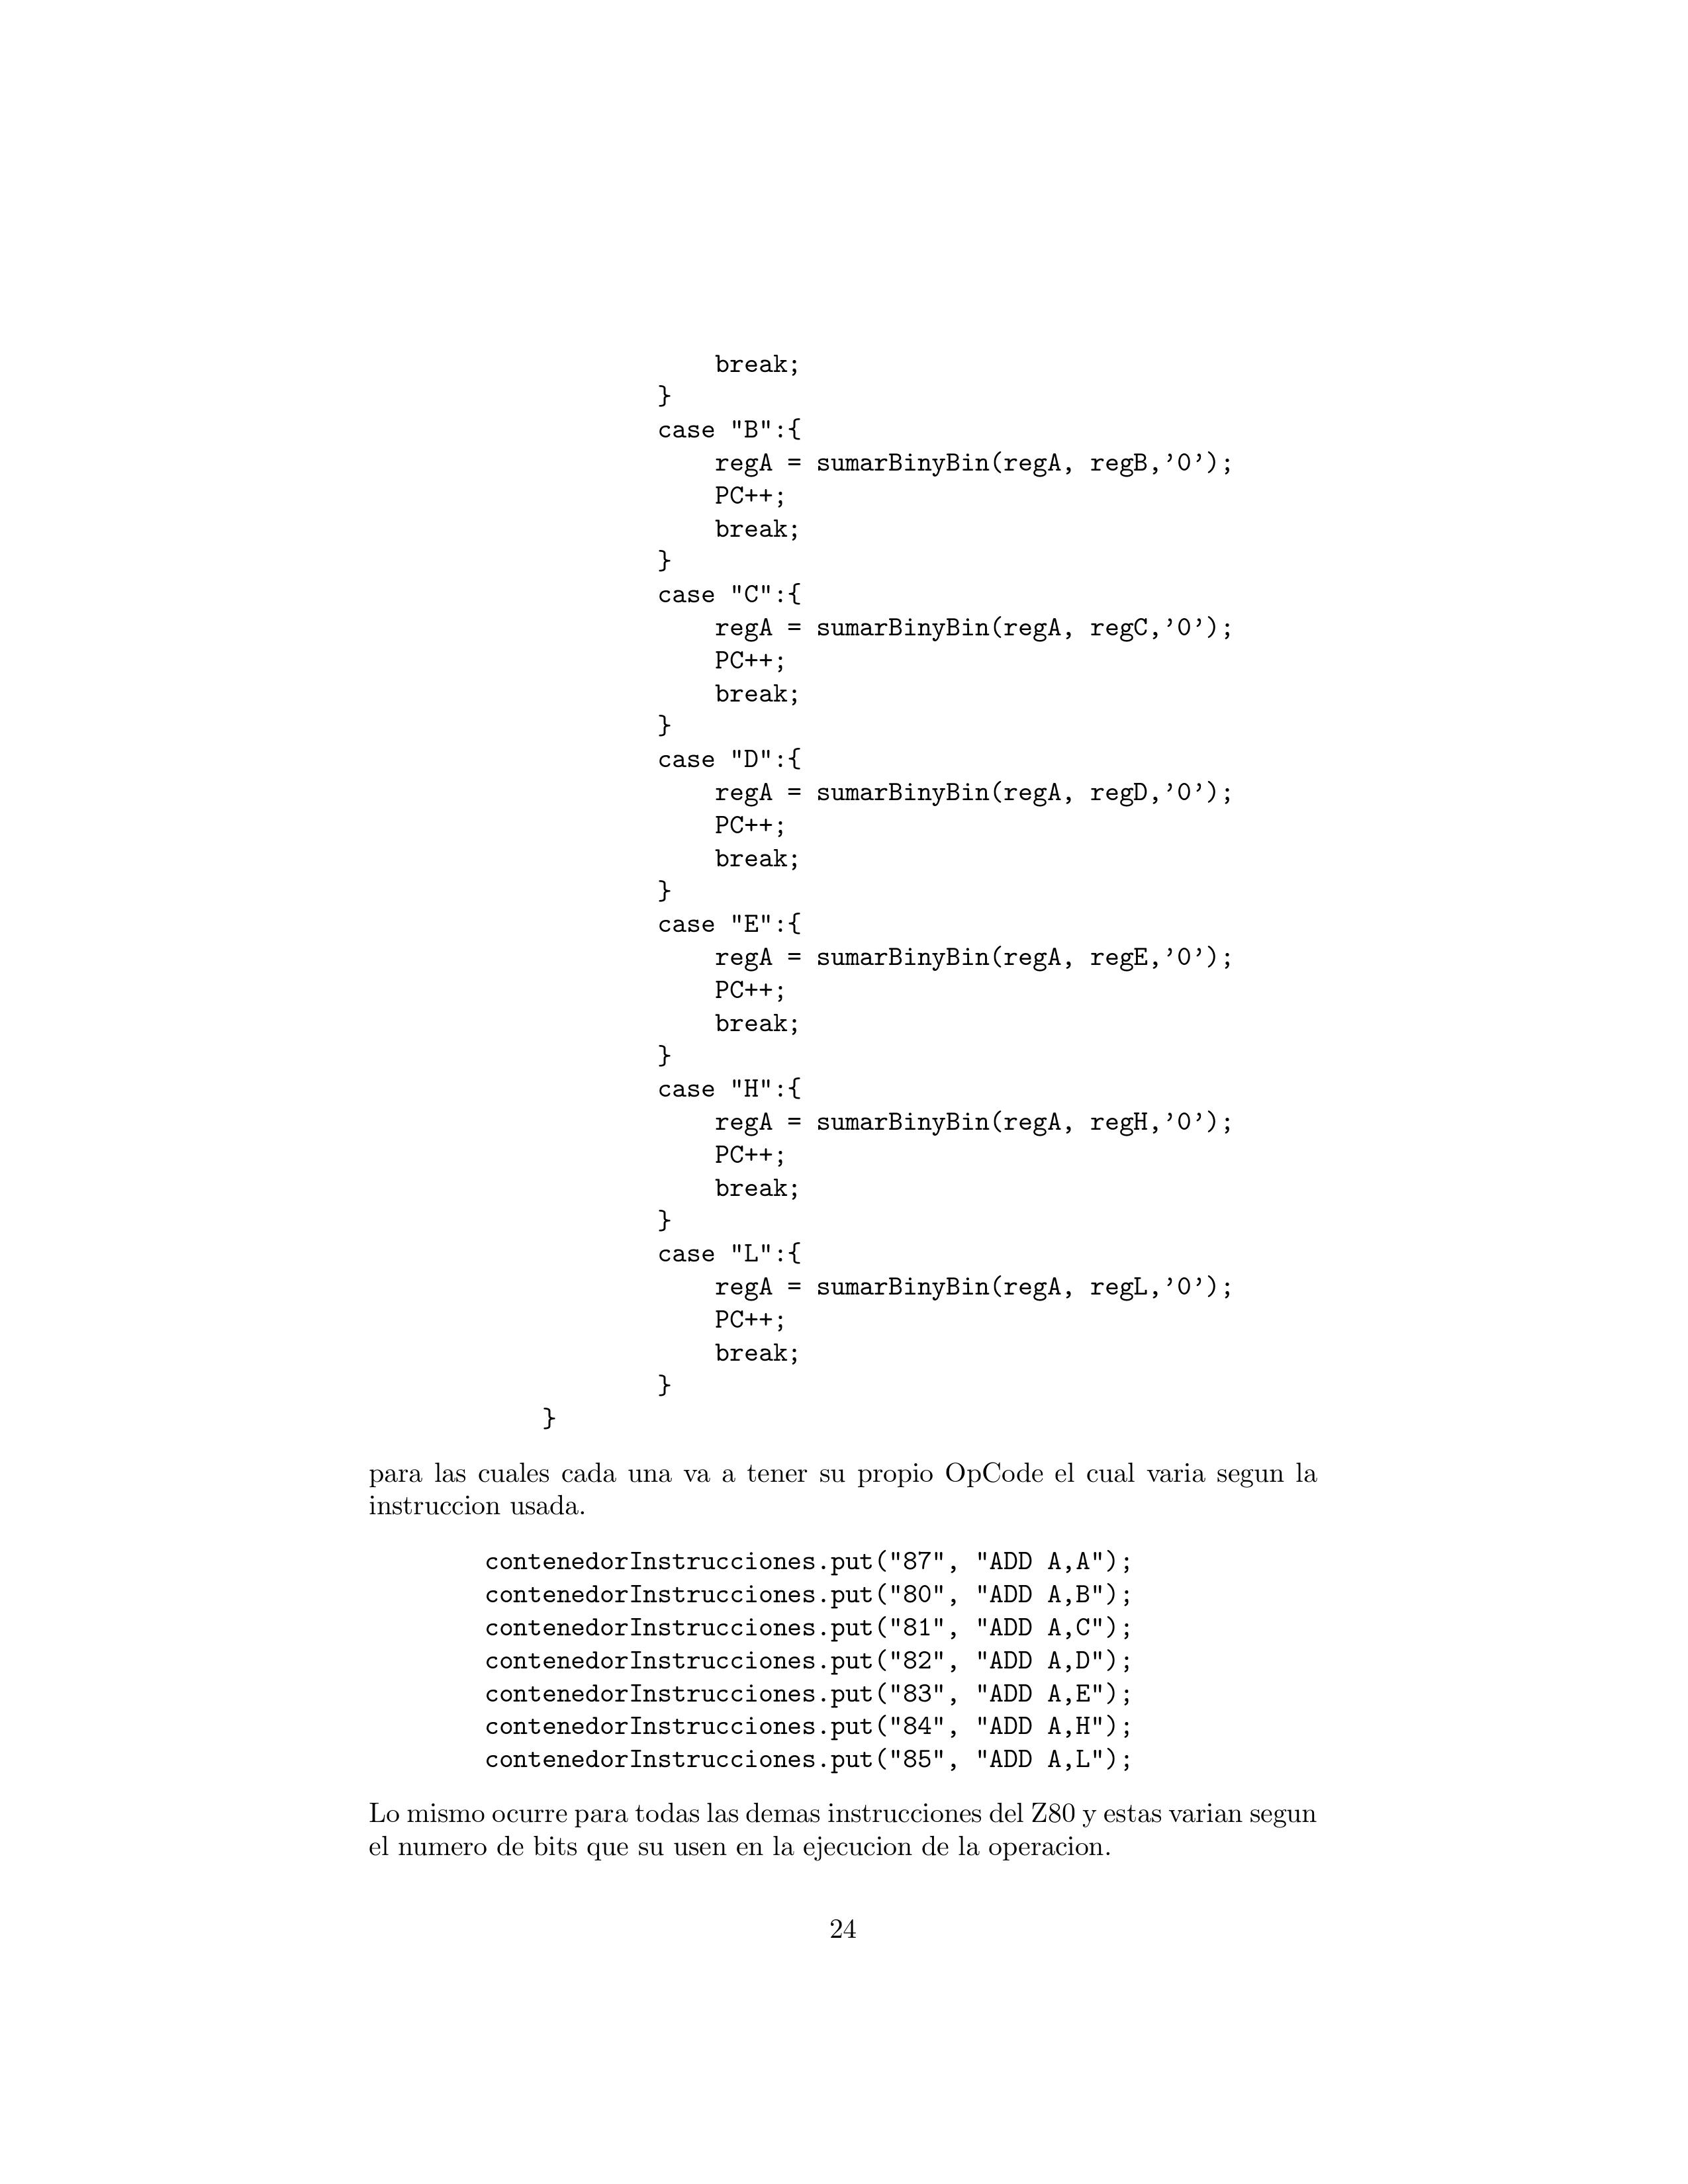 break;
}
case "B":{
regA = sumarBinyBin(regA, regB,’0’);
PC++;
break;
}
case "C":{
regA = sumarBinyBin(regA, regC,’0’);
PC++;
break;
}
case "D":{
regA = sumarBinyBin(regA, regD,’0’);
PC++;
break;
}
case "E":{
regA = sumarBinyBin(regA, regE,’0’);
PC++;
break;
}
case "H":{
regA = sumarBinyBin(regA, regH,’0’);
PC++;
break;
}
case "L":{
regA = sumarBinyBin(regA, regL,’0’);
PC++;
break;
}
}
para las cuales cada una va a tener su propio OpCode el cual varia segun la
instruccion usada.
contenedorInstrucciones.put("87", "ADD A,A");
contenedorInstrucciones.put("80", "ADD A,B");
contenedorInstrucciones.put("81", "ADD A,C");
contenedorInstrucciones.put("82", "ADD A,D");
contenedorInstrucciones.put("83", "ADD A,E");
contenedorInstrucciones.put("84", "ADD A,H");
contenedorInstrucciones.put("85", "ADD A,L");
Lo mismo ocurre para todas las demas instrucciones del Z80 y estas varian segun
el numero de bits que su usen en la ejecucion de la operacion.
24